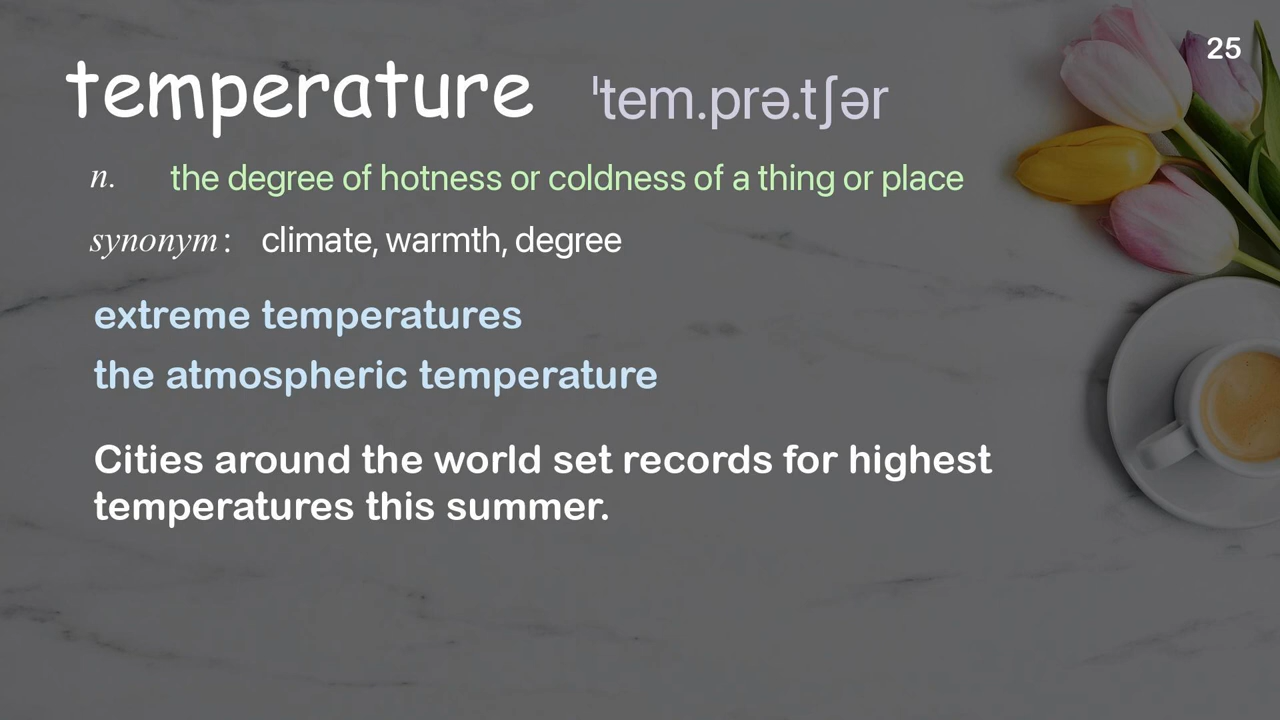 25
temperature ˈtem.prə.tʃər
n. the degree of hotness or coldness of a thing or place
synonym: climate, warmth, degree
extreme temperatures
the atmospheric temperature
Cities around the world set records for highest
temperatures this summer.